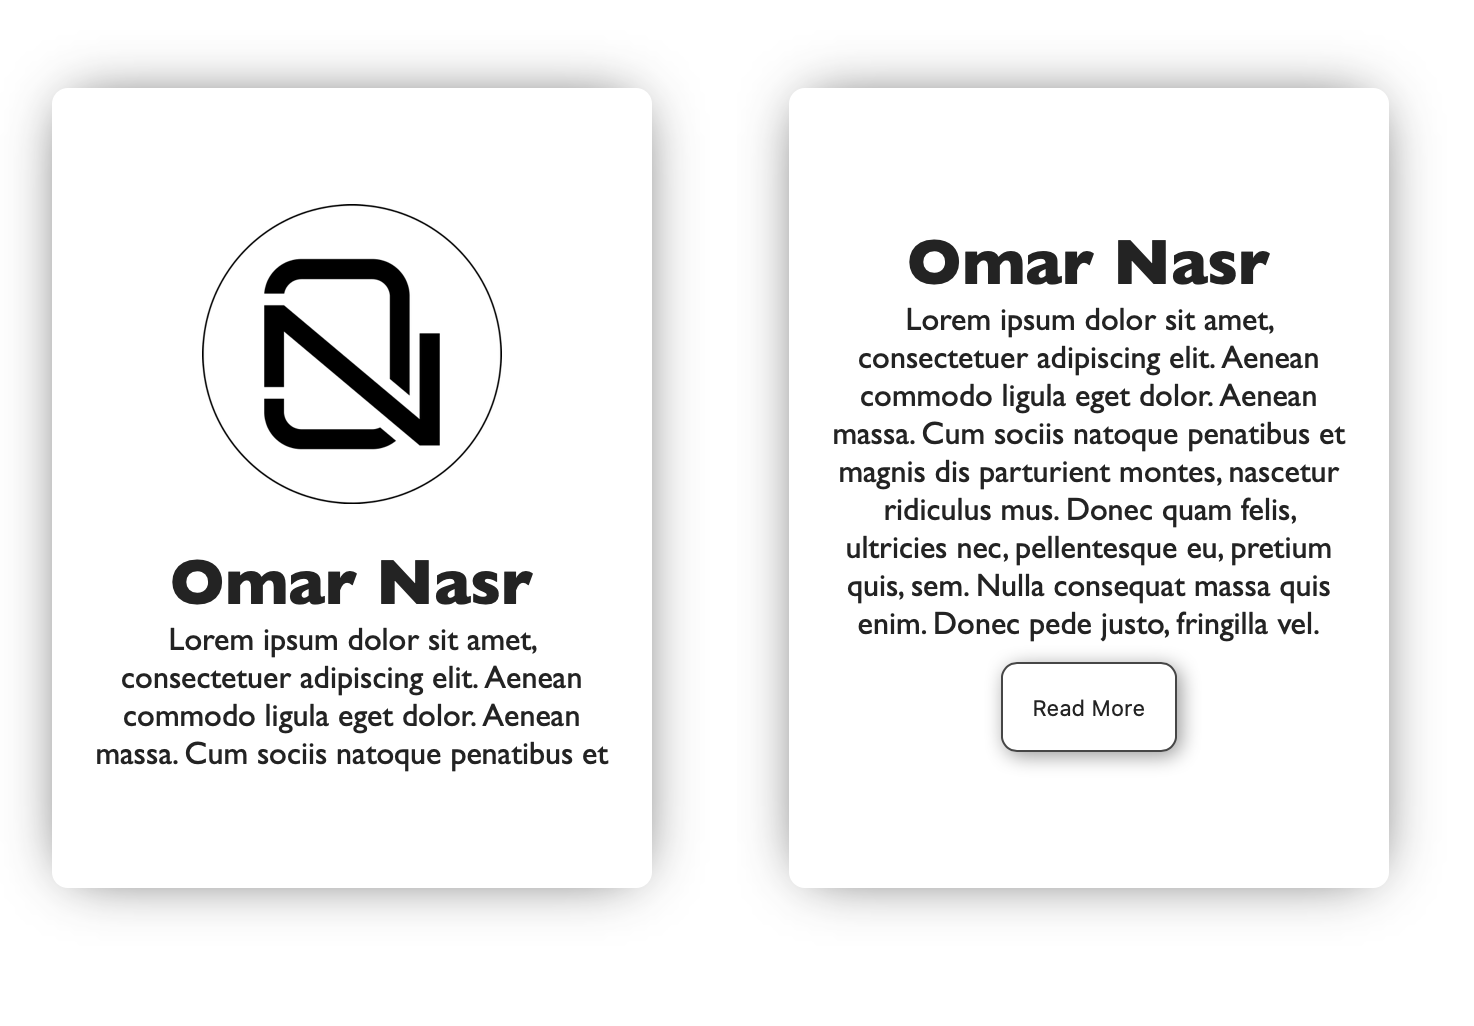 Omar Nasr
Lorem ipsum dolor sit amet,
consectetuer adipiscing elit. Aenean
commodo ligula eget dolor. Aenean
massa. Cum sociis natoque penatibus et
Omar Nasr
Lorem ipsum dolor sit amet,
consectetuer adipiscing elit. Aenean
commodo ligula eget dolor. Aenean
massa. Cum sociis natoque penatibus et
magnis dis parturient montes, nascetur
ridiculus mus. Donec quam felis,
ultricies nec, pellentesque eu, pretium
quis, sem. Nulla consequat massa quis
enim. Donec pede justo, fringilla vel.
Read More